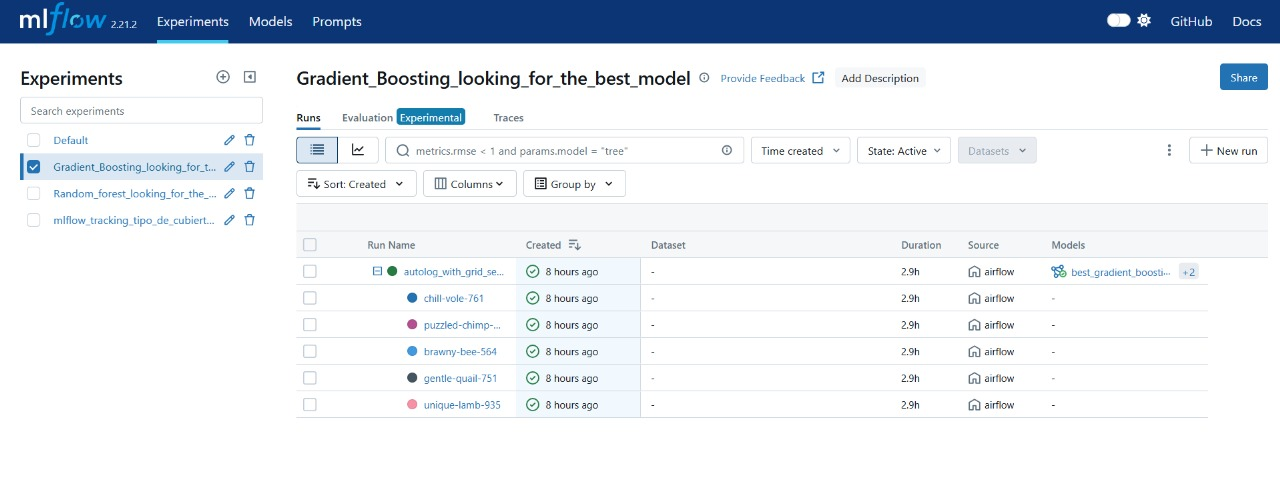 mlflow 2.21.2 Experiments Models Prompts GitHub Docs
Experiments
Search experiments
Default
Gradient_Boosting_looking_for_t...
Random_forest_looking_for_the_...
mlflow_tracking_tipo_de_cubiert...
Gradient_Boosting_looking_for_the_best_model Provide Feedback Add Description Share
Runs Evaluation Experimental Traces
metrics.rmse < 1 and params.model = "tree" Time created State: Active Datasets New run
Sort: Created Columns Group by
Run Name Created Dataset Duration Source Models
autolog_with_grid_se... 8 hours ago - 2.9h airflow best_gradient_boosti... +2
chill-vole-761 8 hours ago - 2.9h airflow -
puzzled-chimp-... 8 hours ago - 2.9h airflow -
brawny-bee-564 8 hours ago - 2.9h airflow -
gentle-quail-751 8 hours ago - 2.9h airflow -
unique-lamb-935 8 hours ago - 2.9h airflow -